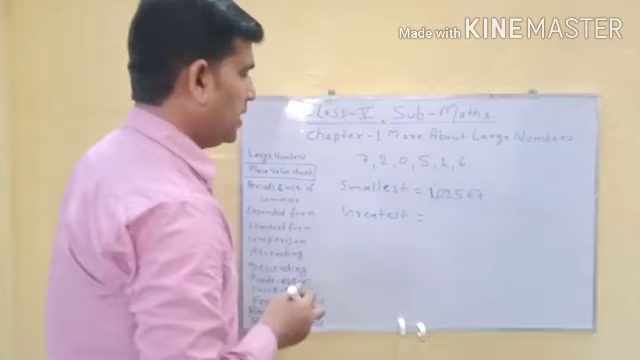 Made with KINEMASTER
Class-V, Sub-Maths
Chapter-1 More About Large Numbers
7, 2, 0, 5, 1, 6
Smallest = 102567
Greatest =
Large Numbers
Place value chart
Periods & use of
commas
Expanded form
Standard form
Comparison
Ascending
Descending